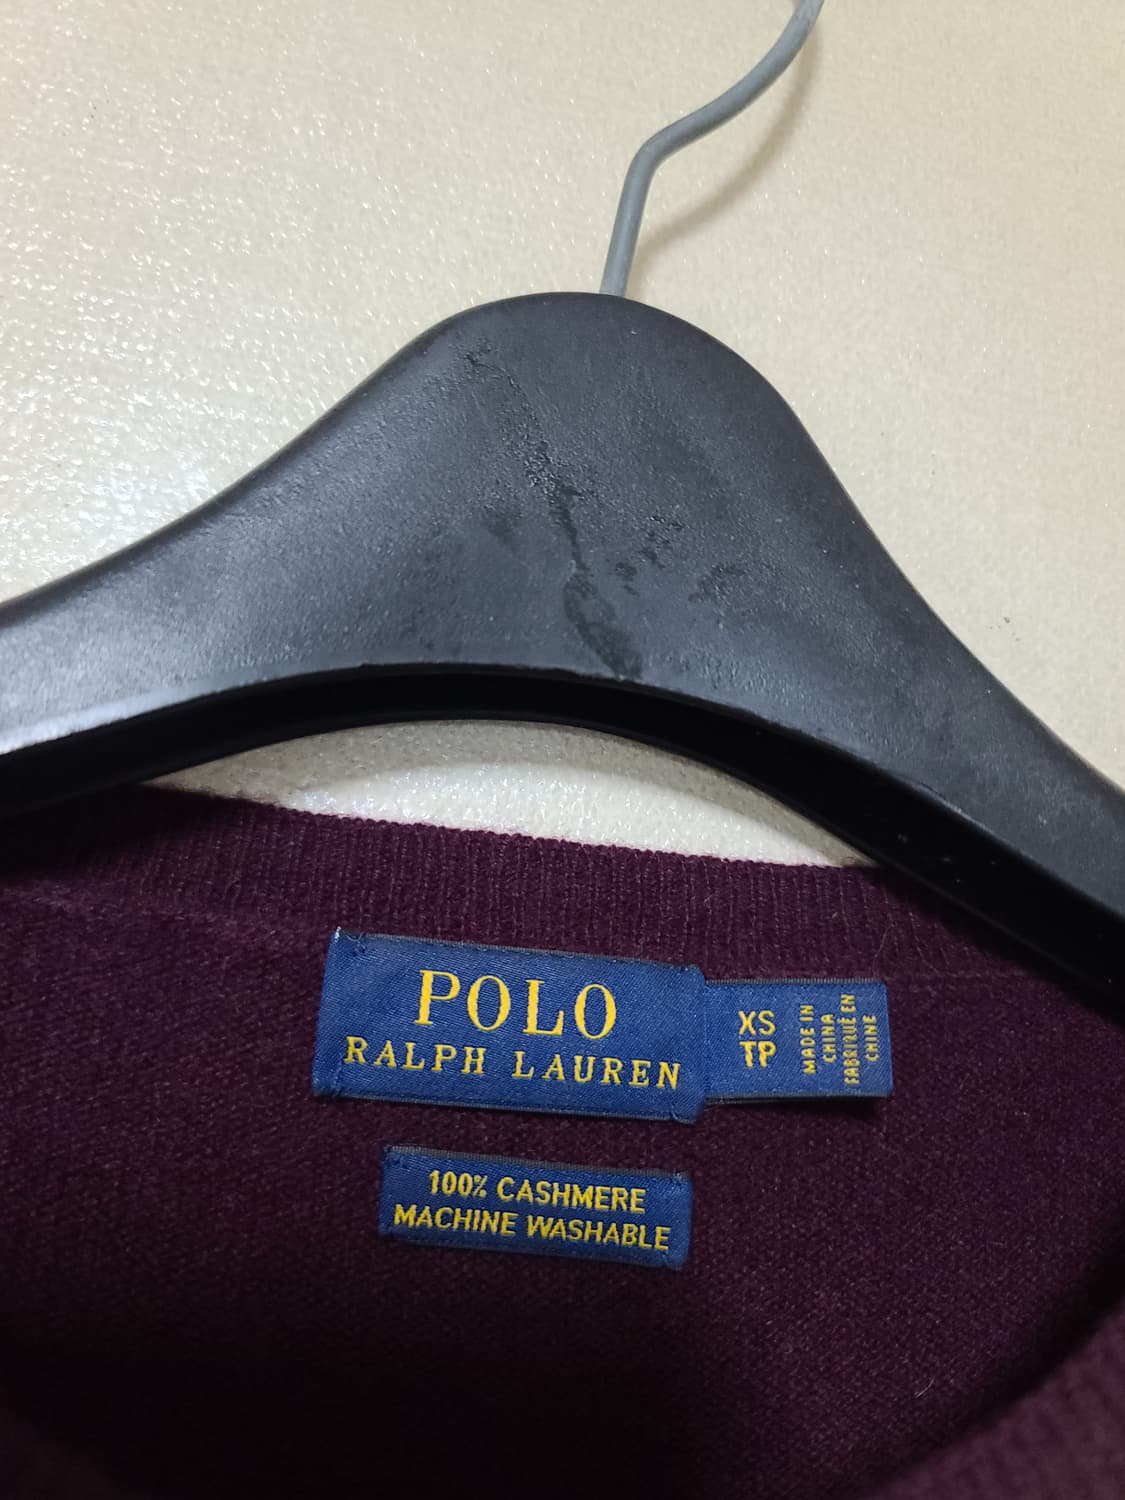 POLO
RALPH LAUREN
XS
TP
MADE IN
CHINA
FABRIQUÉ EN
CHINE
100% CASHMERE
MACHINE WASHABLE